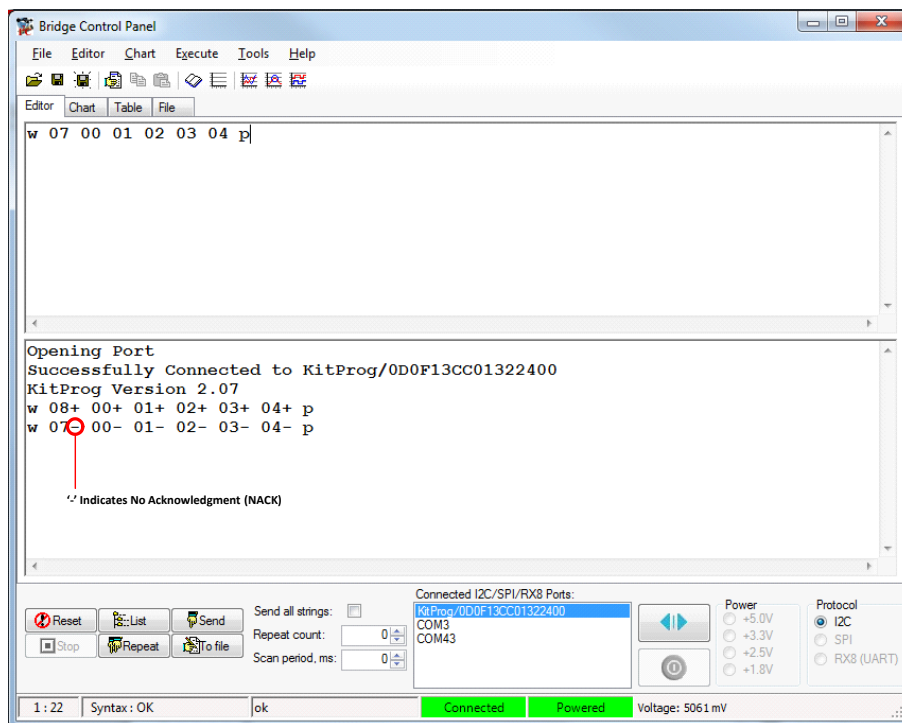 Bridge Control Panel
File Editor Chart Execute Tools Help
Editor Chart Table File
w 07 00 01 02 03 04 p
Opening Port
Successfully Connected to KitProg/0D0F13CC01322400
KitProg Version 2.07
w 08+ 00+ 01+ 02+ 03+ 04+ p
w 07- 00- 01- 02- 03- 04- p
‘-’ Indicates No Acknowledgment (NACK)
Connected I2C/SPI/RX8 Ports:
Reset List Send
Stop Repeat To file
Send all strings:
Repeat count: 0
Scan period, ms: 0
KitProg/0D0F13CC01322400
COM3
COM43
Power
+5.0V
+3.3V
+2.5V
+1.8V
Protocol
I2C
SPI
RX8 (UART)
1 : 22 Syntax : OK ok Connected Powered Voltage: 5061 mV